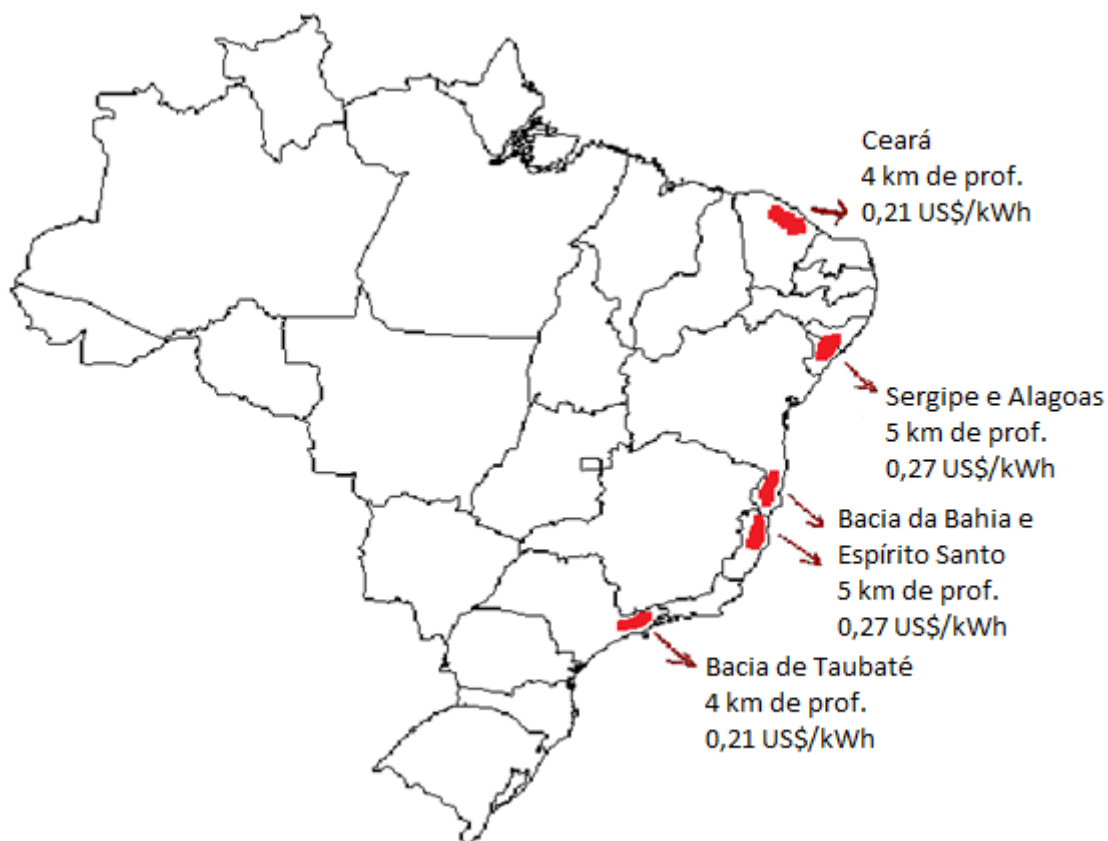 Ceará
4 km de prof.
0,21 US$/kWh
Sergipe e Alagoas
5 km de prof.
0,27 US$/kWh
Bacia da Bahia e
Espírito Santo
5 km de prof.
0,27 US$/kWh
Bacia de Taubaté
4 km de prof.
0,21 US$/kWh